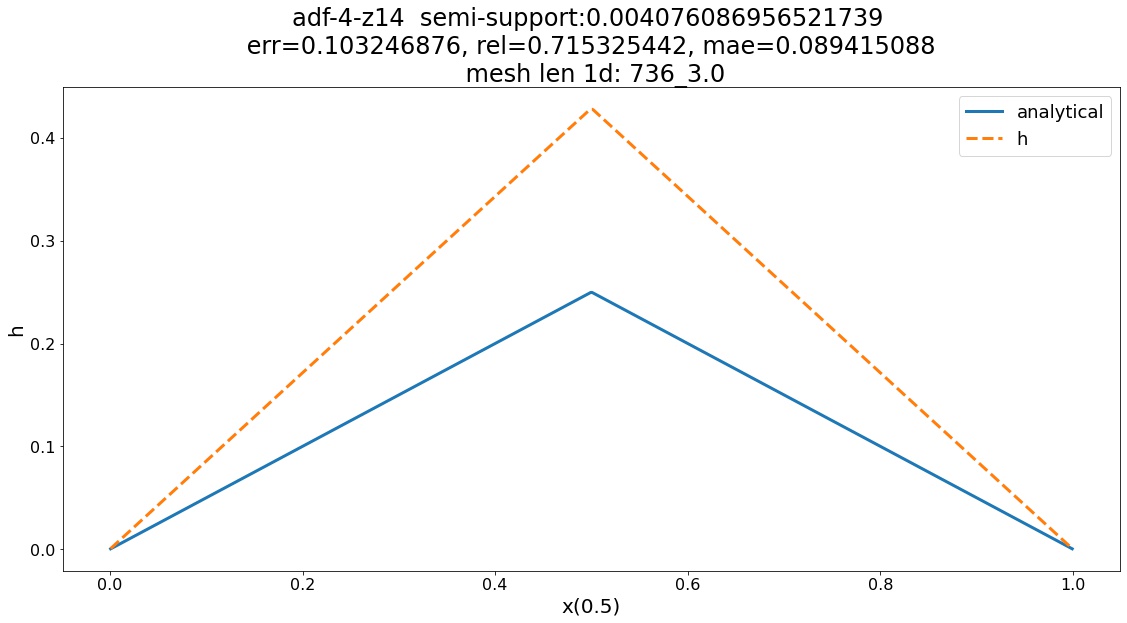 adf-4-z14  semi-support:0.004076086956521739
err=0.103246876, rel=0.715325442, mae=0.089415088
mesh len 1d: 736_3.0
analytical
h
0.4
0.3
0.2
0.1
0.0
h
0.0 0.2 0.4 0.6 0.8 1.0
x(0.5)